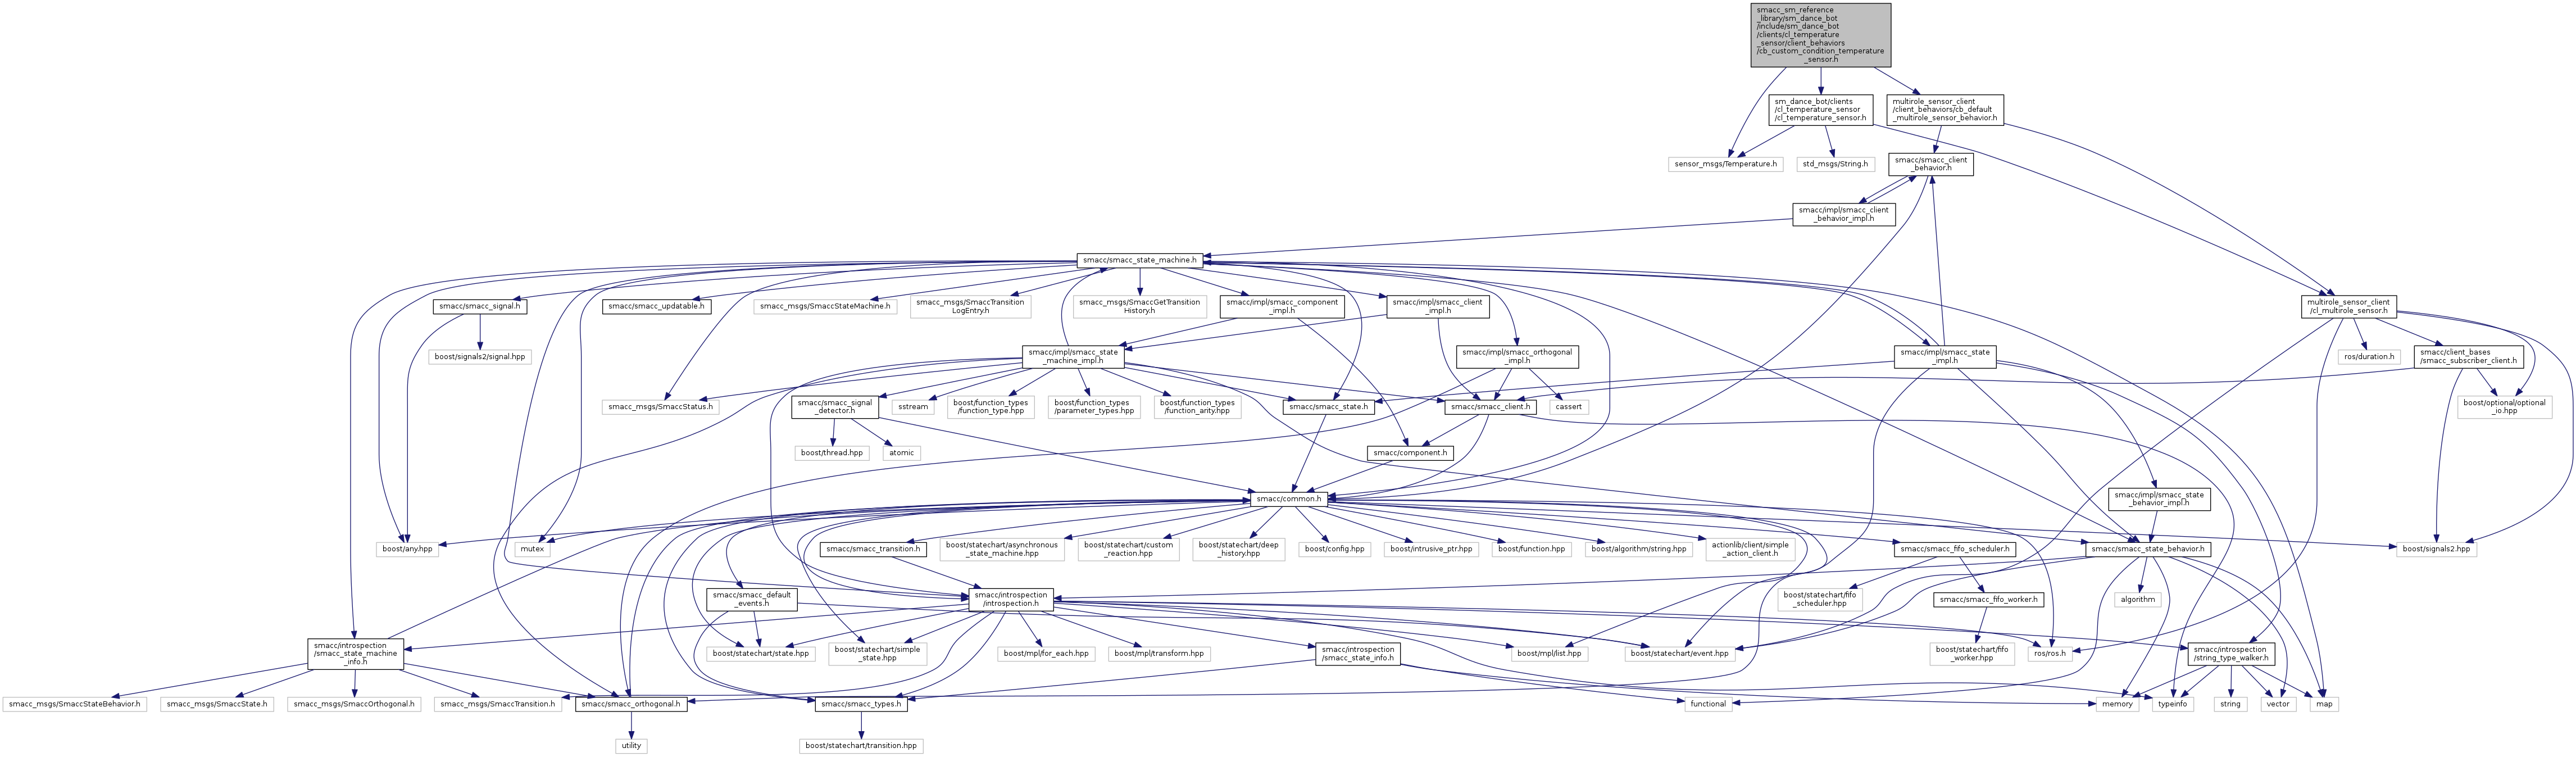 smacc_sm_reference
_library/sm_dance_bot
/include/sm_dance_bot
/clients/cl_temperature
_sensor/client_behaviors
/cb_custom_condition_temperature
_sensor.h
sm_dance_bot/clients
/cl_temperature_sensor
/cl_temperature_sensor.h
multirole_sensor_client
/client_behaviors/cb_default
_multirole_sensor_behavior.h
sensor_msgs/Temperature.h
std_msgs/String.h
smacc/smacc_client
_behavior.h
smacc/impl/smacc_client
_behavior_impl.h
smacc/smacc_state_machine.h
smacc/smacc_signal.h
smacc/smacc_updatable.h
smacc_msgs/SmaccStateMachine.h
smacc_msgs/SmaccTransition
LogEntry.h
smacc_msgs/SmaccGetTransition
History.h
smacc/impl/smacc_component
_impl.h
smacc/impl/smacc_client
_impl.h
multirole_sensor_client
/cl_multirole_sensor.h
boost/signals2/signal.hpp
smacc/impl/smacc_state
_machine_impl.h
smacc/impl/smacc_orthogonal
_impl.h
smacc/impl/smacc_state
_impl.h
ros/duration.h
smacc/client_bases
/smacc_subscriber_client.h
smacc_msgs/SmaccStatus.h
smacc/smacc_signal
_detector.h
sstream
boost/function_types
/function_type.hpp
boost/function_types
/parameter_types.hpp
boost/function_types
/function_arity.hpp
smacc/smacc_state.h
smacc/smacc_client.h
cassert
boost/optional/optional
_io.hpp
boost/thread.hpp
atomic
smacc/component.h
smacc/common.h
smacc/impl/smacc_state
_behavior_impl.h
boost/any.hpp
mutex
smacc/smacc_transition.h
boost/statechart/asynchronous
_state_machine.hpp
boost/statechart/custom
_reaction.hpp
boost/statechart/deep
_history.hpp
boost/config.hpp
boost/intrusive_ptr.hpp
boost/function.hpp
boost/algorithm/string.hpp
actionlib/client/simple
_action_client.h
smacc/smacc_fifo_scheduler.h
smacc/smacc_state_behavior.h
boost/signals2.hpp
smacc/smacc_default
_events.h
smacc/introspection
/introspection.h
boost/statechart/fifo
_scheduler.hpp
smacc/smacc_fifo_worker.h
algorithm
smacc/introspection
/smacc_state_machine
_info.h
boost/statechart/state.hpp
boost/statechart/simple
_state.hpp
boost/mpl/for_each.hpp
boost/mpl/transform.hpp
smacc/introspection
/smacc_state_info.h
boost/mpl/list.hpp
boost/statechart/event.hpp
boost/statechart/fifo
_worker.hpp
ros/ros.h
smacc/introspection
/string_type_walker.h
smacc_msgs/SmaccStateBehavior.h
smacc_msgs/SmaccState.h
smacc_msgs/SmaccOrthogonal.h
smacc_msgs/SmaccTransition.h
smacc/smacc_orthogonal.h
smacc/smacc_types.h
functional
memory
typeinfo
string
vector
map
utility
boost/statechart/transition.hpp